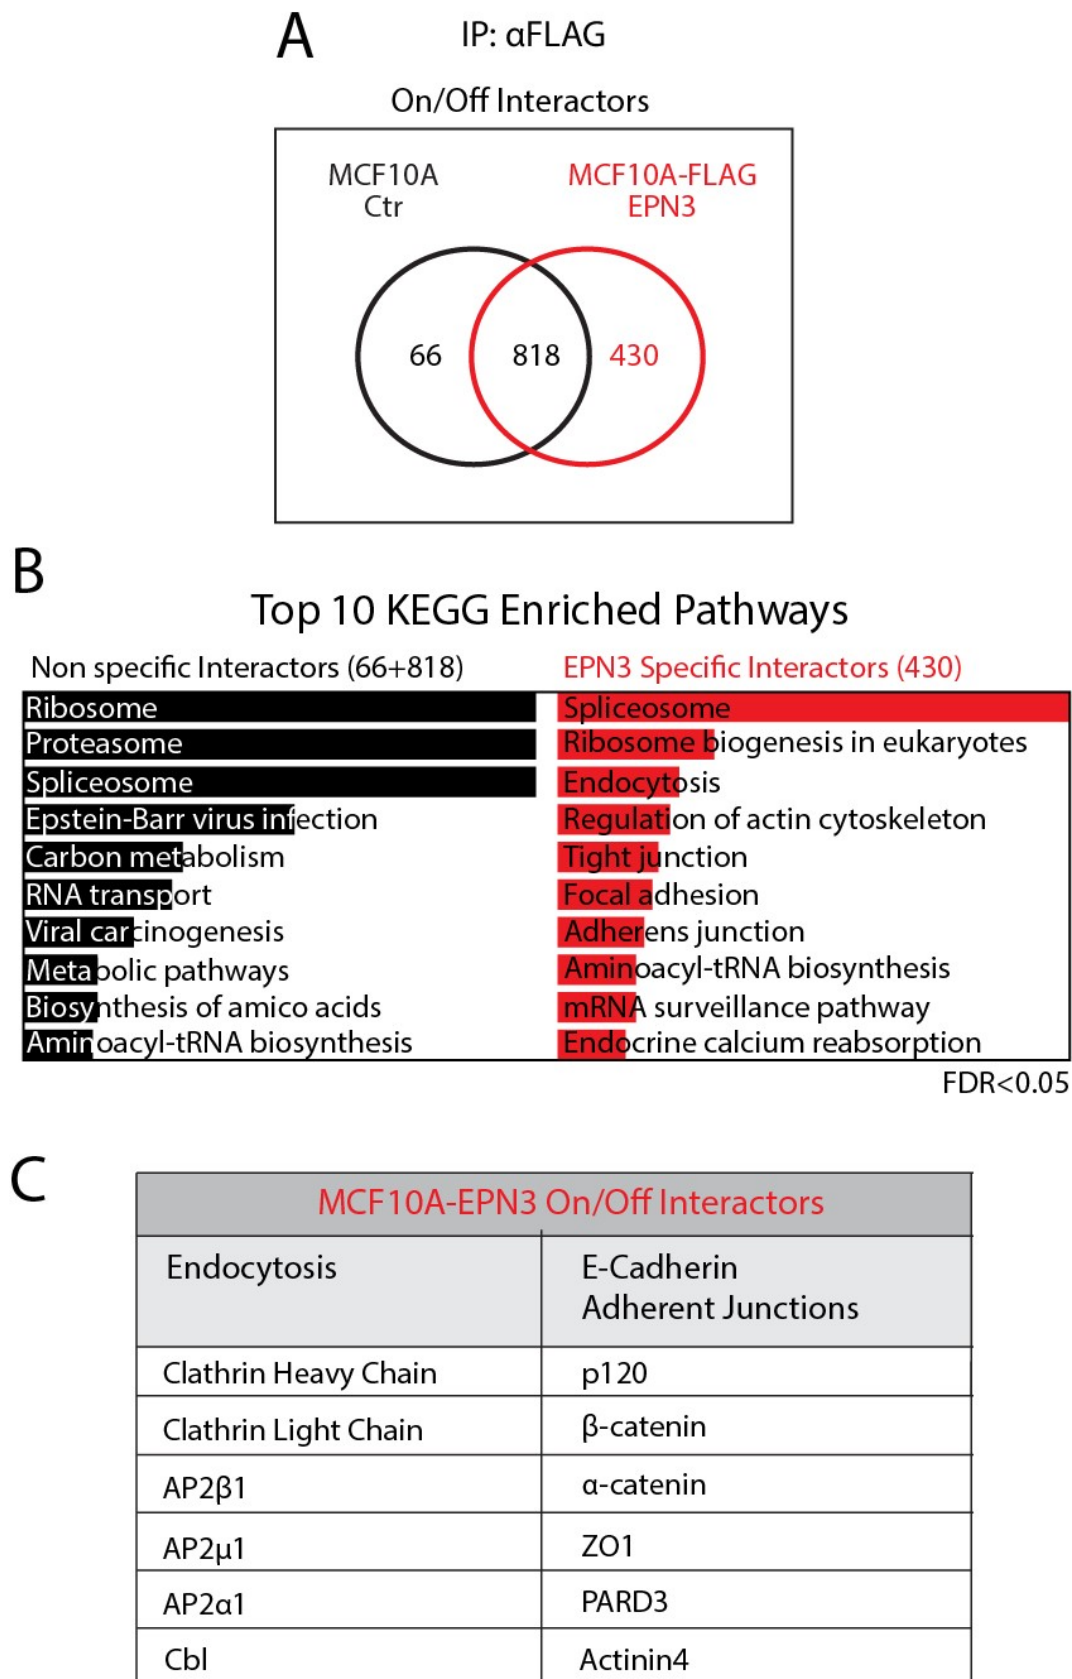 A
IP: αFLAG
On/Off Interactors
MCF10A
Ctr
MCF10A-FLAG
EPN3
66
818
430
B
Top 10 KEGG Enriched Pathways
Non specific Interactors (66+818)
Ribosome
Proteasome
Spliceosome
Epstein-Barr virus infection
Carbon metabolism
RNA transport
Viral carcinogenesis
Metabolic pathways
Biosynthesis of amico acids
Aminoacyl-tRNA biosynthesis
EPN3 Specific Interactors (430)
Spliceosome
Ribosome biogenesis in eukaryotes
Endocytosis
Regulation of actin cytoskeleton
Tight junction
Focal adhesion
Adherens junction
Aminoacyl-tRNA biosynthesis
mRNA surveillance pathway
Endocrine calcium reabsorption
FDR<0.05
C
MCF10A-EPN3 On/Off Interactors
Endocytosis
E-Cadherin
Adherent Junctions
Clathrin Heavy Chain
p120
Clathrin Light Chain
β-catenin
AP2β1
α-catenin
AP2µ1
ZO1
AP2α1
PARD3
Cbl
Actinin4